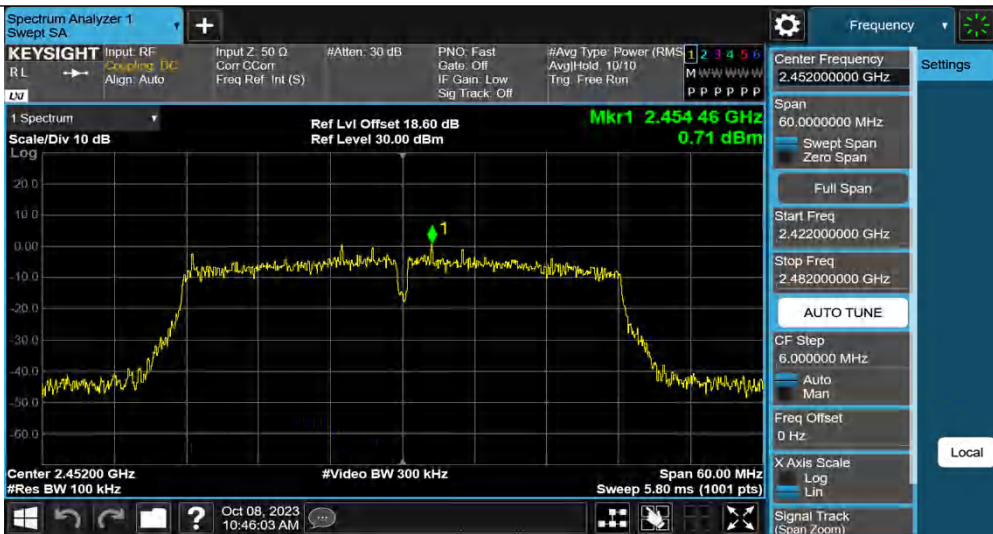 Spectrum Analyzer 1
Swept SA
+
Frequency
KEYSIGHT
RL
LXI
Input: RF
Coupling: DC
Align: Auto
Input Z: 50 Ω
Corr CCorr
Freq Ref: Int (S)
#Atten: 30 dB
PNO: Fast
Gate: Off
IF Gain: Low
Sig Track: Off
#Avg Type: Power (RMS
Avg|Hold: 10/10
Trig: Free Run
1 2 3 4 5 6
M W W W W W
P P P P P P
1 Spectrum
Scale/Div 10 dB
Log
Ref Lvl Offset 18.60 dB
Ref Level 30.00 dBm
Mkr1 2.454 46 GHz
0.71 dBm
20.0
10.0
0.00
-10.0
-20.0
-30.0
-40.0
-50.0
-60.0
1
Center 2.45200 GHz
#Res BW 100 kHz
#Video BW 300 kHz
Span 60.00 MHz
Sweep 5.80 ms (1001 pts)
?
Oct 08, 2023
10:46:03 AM
Center Frequency
2.452000000 GHz
Span
60.0000000 MHz
Swept Span
Zero Span
Full Span
Start Freq
2.422000000 GHz
Stop Freq
2.482000000 GHz
AUTO TUNE
CF Step
6.000000 MHz
Auto
Man
Freq Offset
0 Hz
X Axis Scale
Log
Lin
Signal Track
(Span Zoom)
Settings
Local